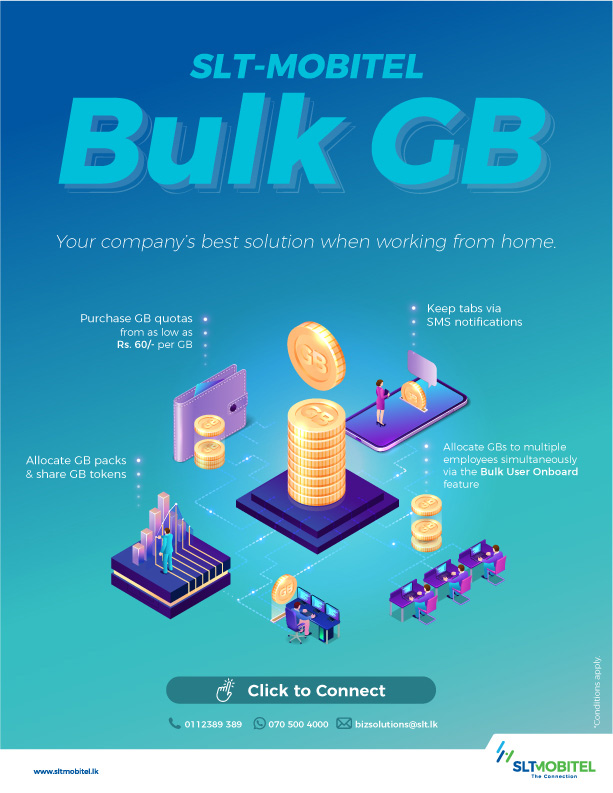 SLT-MOBITEL
Bulk GB
Your company's best solution when working from home.
Purchase GB quotas
from as low as
Rs. 60/- per GB
Keep tabs via
SMS notifications
GB
GB
Allocate GB packs
& share GB tokens
Allocate GBs to multiple
employees simultaneously
via the Bulk User Onboard
feature
GB
Click to Connect
0112389 389
070 500 4000
bizsolutions@slt.lk
*Conditions apply.
www.sltmobitel.lk
SLTMOBITEL
The Connection